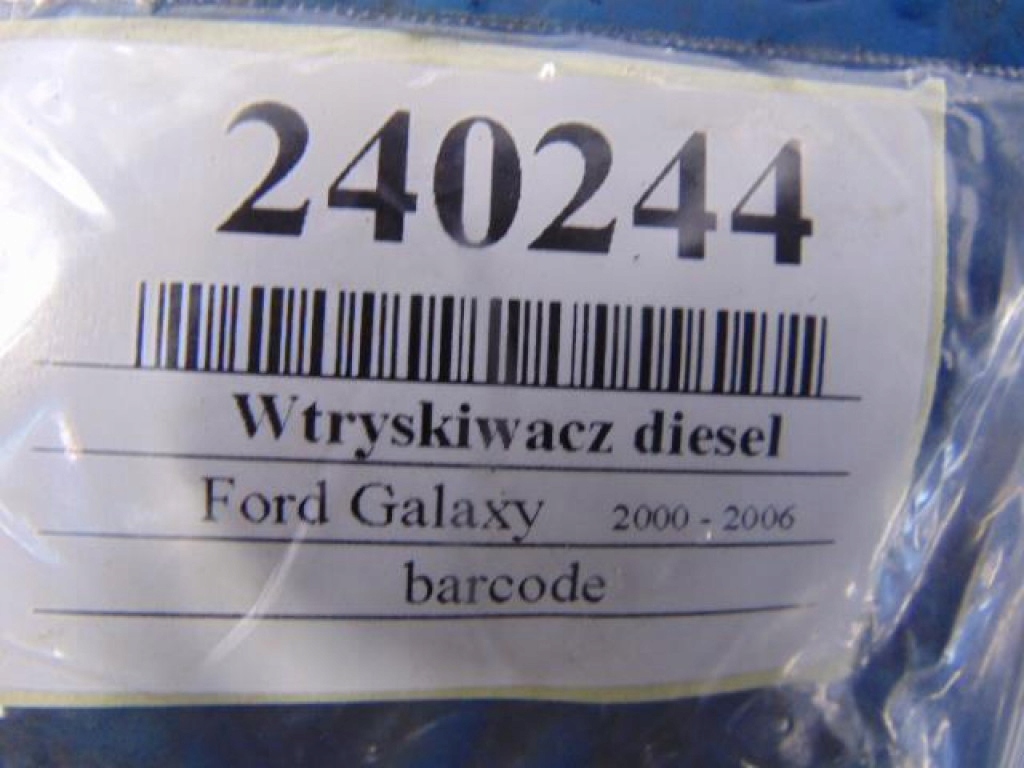 240244
Wtryskiwacz diesel
Ford Galaxy 2000 - 2006
barcode